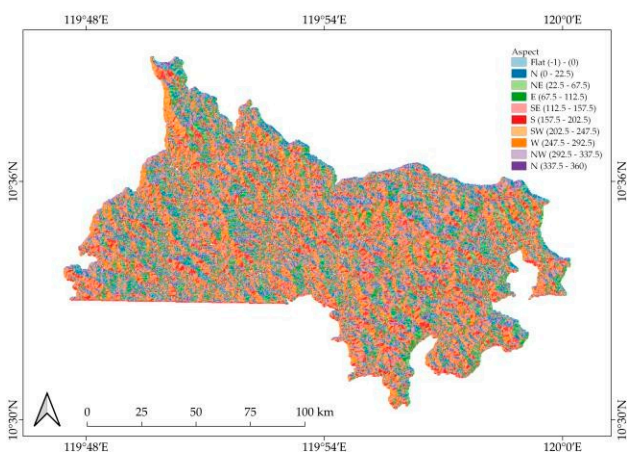 119°48'E 119°54'E 120°0'E
Aspect
Flat (-1) - (0)
N (0 - 22.5)
NE (22.5 - 67.5)
E (67.5 - 112.5)
SE (112.5 - 157.5)
S (157.5 - 202.5)
SW (202.5 - 247.5)
W (247.5 - 292.5)
NW (292.5 - 337.5)
N (337.5 - 360)
10°36'N 10°36'N
0 25 50 75 100 km
10°30'N 10°30'N
119°48'E 119°54'E 120°0'E